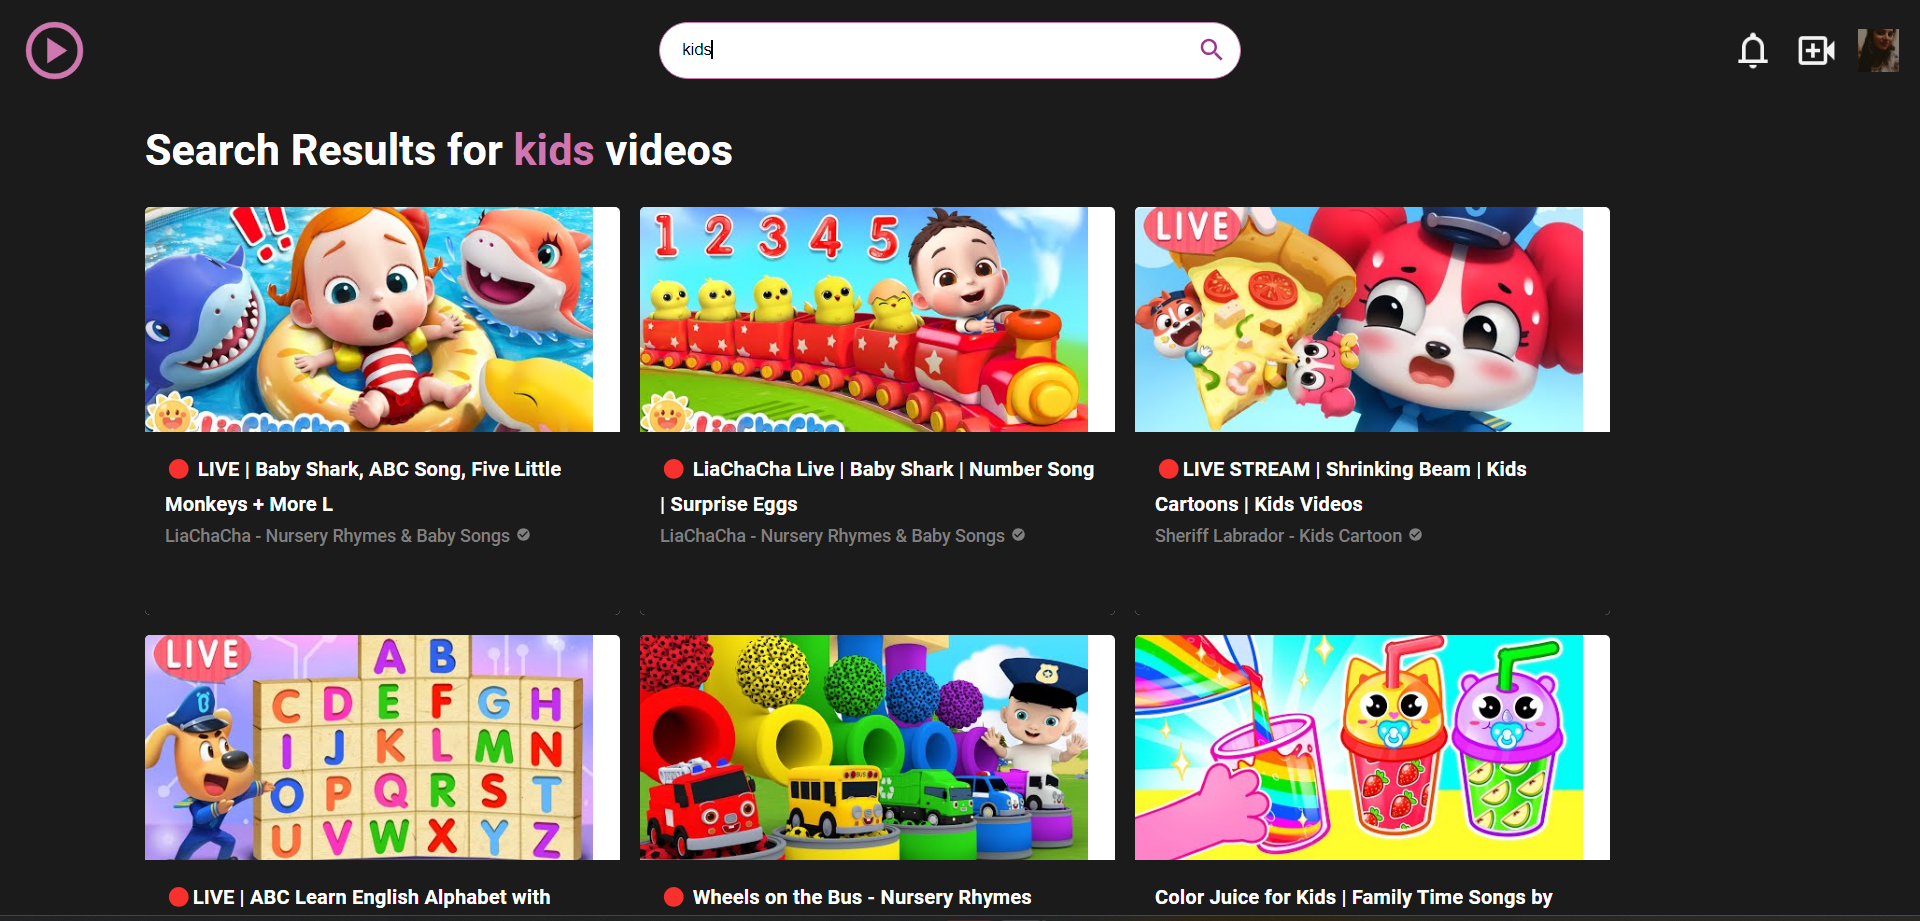 kids
Search Results for kids videos
!!
LiaChaCha
1 2 3 4 5
LiaChaCha
LIVE
LIVE | Baby Shark, ABC Song, Five Little
Monkeys + More L
LiaChaCha - Nursery Rhymes & Baby Songs
LiaChaCha Live | Baby Shark | Number Song
| Surprise Eggs
LiaChaCha - Nursery Rhymes & Baby Songs
LIVE STREAM | Shrinking Beam | Kids
Cartoons | Kids Videos
Sheriff Labrador - Kids Cartoon
LIVE
A B
C D E F G H
I J K L M N
O P Q R S T
U V W X Y Z
BUS
LIVE | ABC Learn English Alphabet with
Wheels on the Bus - Nursery Rhymes
Color Juice for Kids | Family Time Songs by